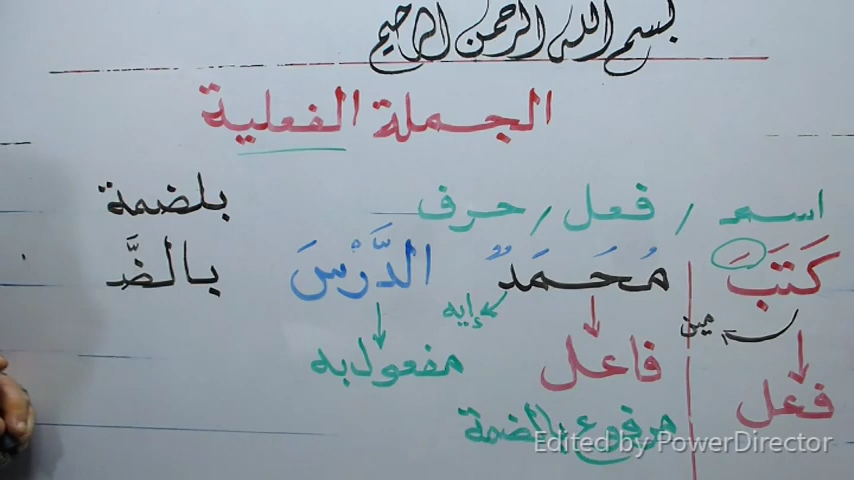 بسم الله الرحمن الرحيم
الجملة الفعلية
اسم / فعل / حرف
بلضمة
كَتَبَ مُحَمَدٌ الدَّرْسَ
بالضَّ
مين
إيه
فعل
فاعل
مفعول به
مرفوع بالضمة
Edited by PowerDirector